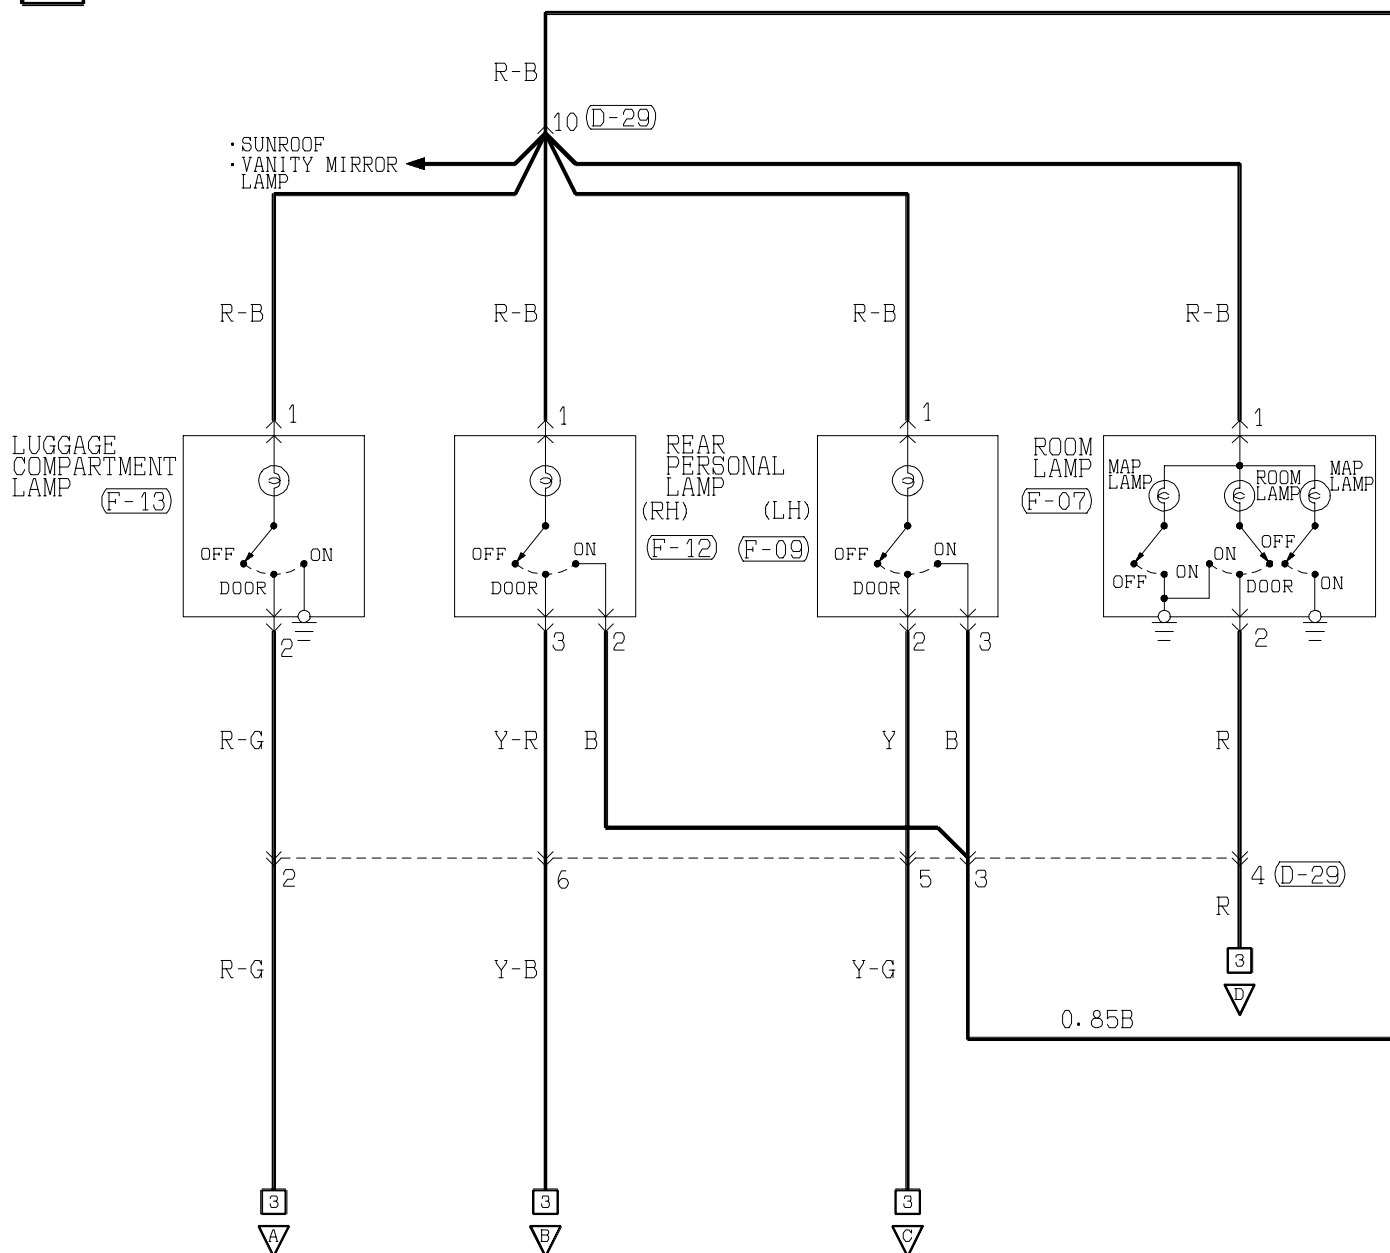 R-B
10 (D-29)
· SUNROOF
· VANITY MIRROR
LAMP
R-B
R-B
R-B
R-B
1
1
1
1
LUGGAGE
COMPARTMENT
LAMP
(F-13)
OFF
ON
DOOR
2
OFF
ON
DOOR
3
2
REAR
PERSONAL
LAMP
(RH)
(LH)
(F-12)
(F-09)
OFF
ON
DOOR
2
3
ROOM
LAMP
(F-07)
MAP
LAMP
ROOM
LAMP
MAP
LAMP
OFF
ON
ON
OFF
DOOR
ON
2
R-G
Y-R
B
Y
B
R
2
6
5
3
4 (D-29)
R
R-G
Y-B
Y-G
3
D
0.85B
3
3
3
A
B
C